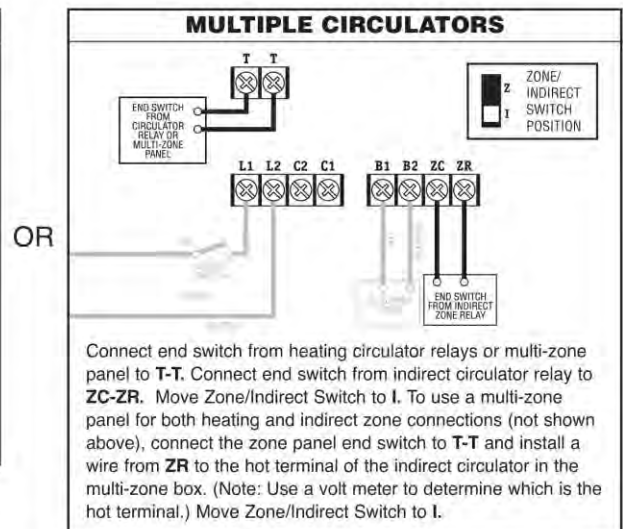 MULTIPLE CIRCULATORS
T T
END SWITCH
FROM
CIRCULATOR
RELAY OR
MULTI-ZONE
PANEL
Z
I
ZONE/
INDIRECT
SWITCH
POSITION
L1 L2 C2 C1
B1 B2 ZC ZR
OR
END SWITCH
FROM INDIRECT
ZONE RELAY
Connect end switch from heating circulator relays or multi-zone
panel to T-T. Connect end switch from indirect circulator relay to
ZC-ZR. Move Zone/Indirect Switch to I. To use a multi-zone
panel for both heating and indirect zone connections (not shown
above), connect the zone panel end switch to T-T and install a
wire from ZR to the hot terminal of the indirect circulator in the
multi-zone box. (Note: Use a volt meter to determine which is the
hot terminal.) Move Zone/Indirect Switch to I.